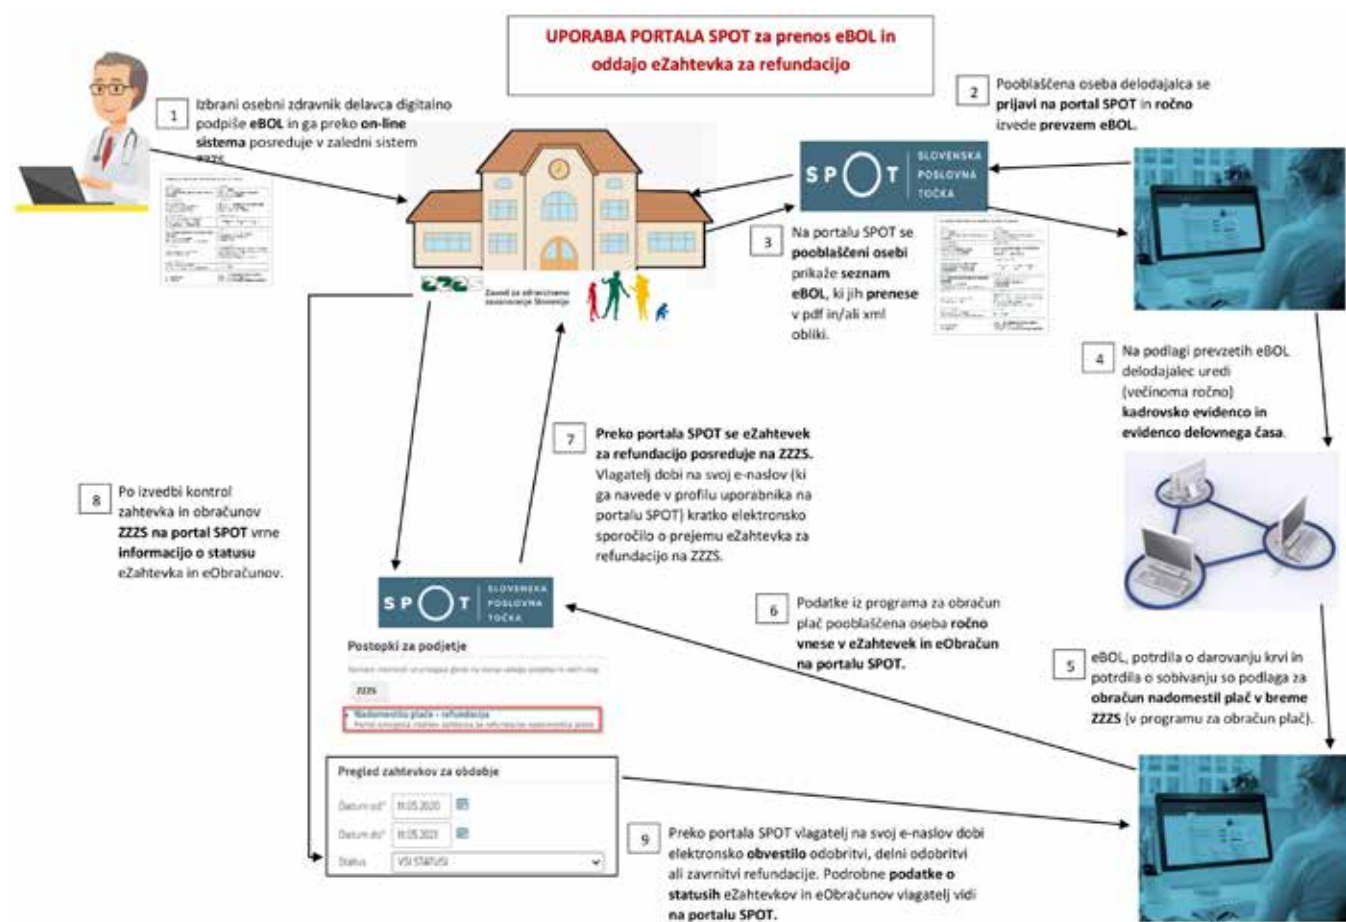 UPORABA PORTALA SPOT za prenos eBOL in
oddajo eZahtevka za refundacijo
1
Izbrani osebni zdravnik delavca digitalno
podpiše eBOL in ga preko on-line
sistema posreduje v zaledni sistem
ZZZS.
2
Pooblaščena oseba delodajalca se
prijavi na portal SPOT in ročno
izvede prevzem eBOL.
SPOT
SLOVENSKA
POSLOVNA
TOČKA
3
Na portalu SPOT se
pooblaščeni osebi
prikaže seznam
eBOL, ki jih prenese
v pdf in/ali xml
obliki.
Zavod za zdravstveno
zavarovanje Slovenije
4
Na podlagi prevzetih eBOL
delodajalec uredi
(večinoma ročno)
kadrovsko evidenco in
evidenco delovnega časa.
7
Preko portala SPOT se eZahtevek
za refundacijo posreduje na ZZZS.
Vlagatelj dobi na svoj e-naslov (ki
ga navede v profilu uporabnika na
portalu SPOT) kratko elektronsko
sporočilo o prejemu eZahtevka za
refundacijo na ZZZS.
8
Po izvedbi kontrol
zahtevka in obračunov
ZZZS na portal SPOT vrne
informacijo o statusu
eZahtevka in eObračunov.
SPOT
SLOVENSKA
POSLOVNA
TOČKA
6
Podatke iz programa za obračun
plač pooblaščena oseba ročno
vnese v eZahtevek in eObračun
na portalu SPOT.
5
eBOL, potrdila o darovanju krvi in
potrdila o sobivanju so podlaga za
obračun nadomestil plač v breme
ZZZS (v programu za obračun plač).
Postopki za podjetje
ZZZS
Nadomestilo plače - refundacija
Pregled zahtevkov za obdobje
Datum od* 11.05.2020
Datum do* 11.05.2021
Status VSI STATUSI
9
Preko portala SPOT vlagatelj na svoj e-naslov dobi
elektronsko obvestilo odobritvi, delni odobritvi
ali zavrnitvi refundacije. Podrobne podatke o
statusih eZahtevkov in eObračunov vlagatelj vidi
na portalu SPOT.